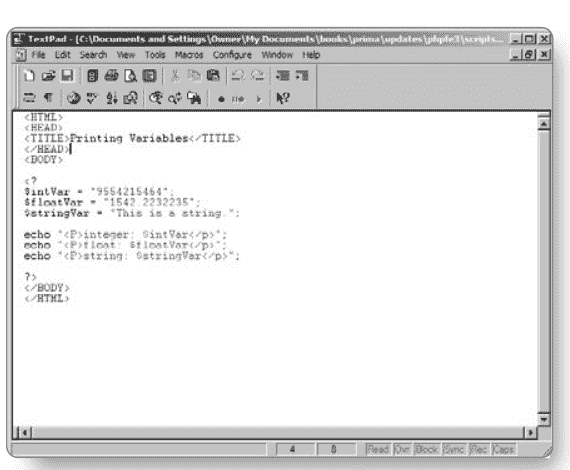 TextPad - [C:\Documents and Settings\Owner\My Documents\books\prima\updates\phpfe3\scripts...
File Edit Search View Tools Macros Configure Window Help
<HTML>
<HEAD>
<TITLE>Printing Variables</TITLE>
</HEAD>
<BODY>
<?
$intVar = "9554215464";
$floatVar = "1542.2232235";
$stringVar = "This is a string.";
echo "<P>integer: $intVar</p>";
echo "<P>float: $floatVar</p>";
echo "<P>string: $stringVar</p>";
?>
</BODY>
</HTML>
4 8 Read Ovr Block Sync Rec Caps